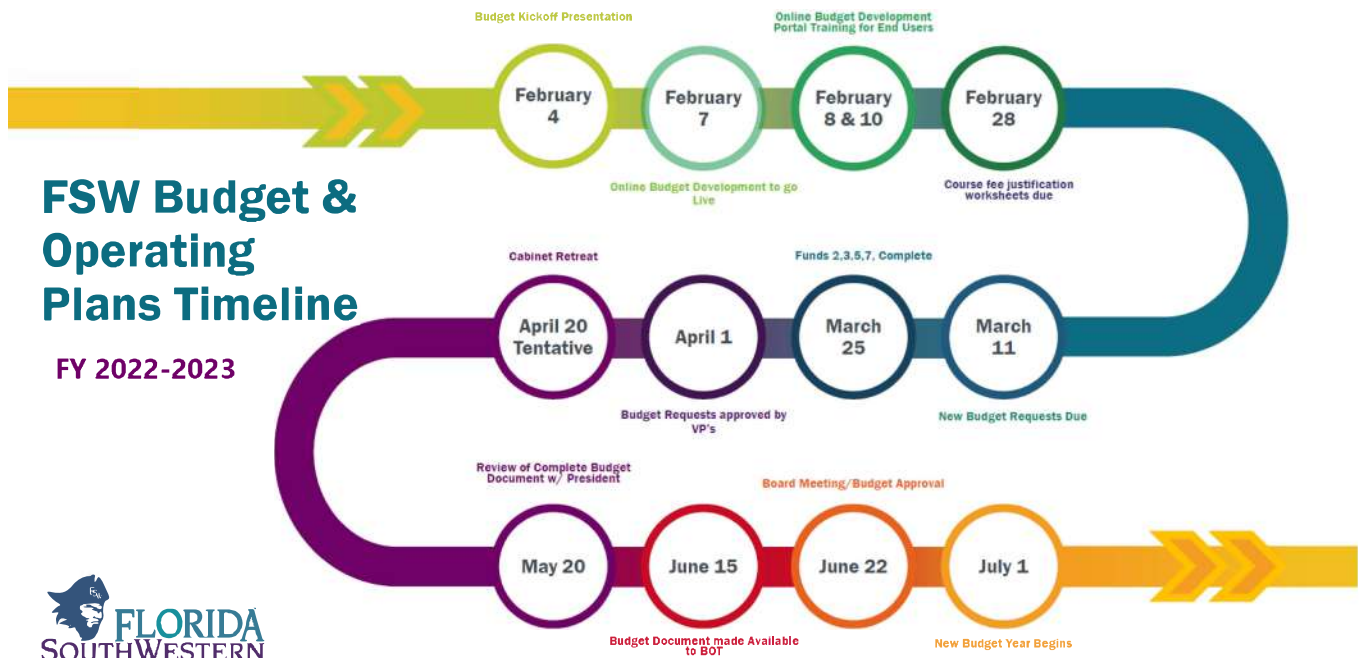 Budget Kickoff Presentation
Online Budget Development
Portal Training for End Users
February
4
February
7
February
8 & 10
February
28
Online Budget Development to go
Live
Course fee justification
worksheets due
FSW Budget &
Operating
Plans Timeline
FY 2022-2023
Cabinet Retreat
Funds 2,3,5,7, Complete
April 20
Tentative
April 1
March
25
March
11
Budget Requests approved by
VP's
New Budget Requests Due
Review of Complete Budget
Document w/ President
Board Meeting/Budget Approval
May 20
June 15
June 22
July 1
Budget Document made Available
to BOT
New Budget Year Begins
FSW
FLORIDA
SOUTHWESTERN